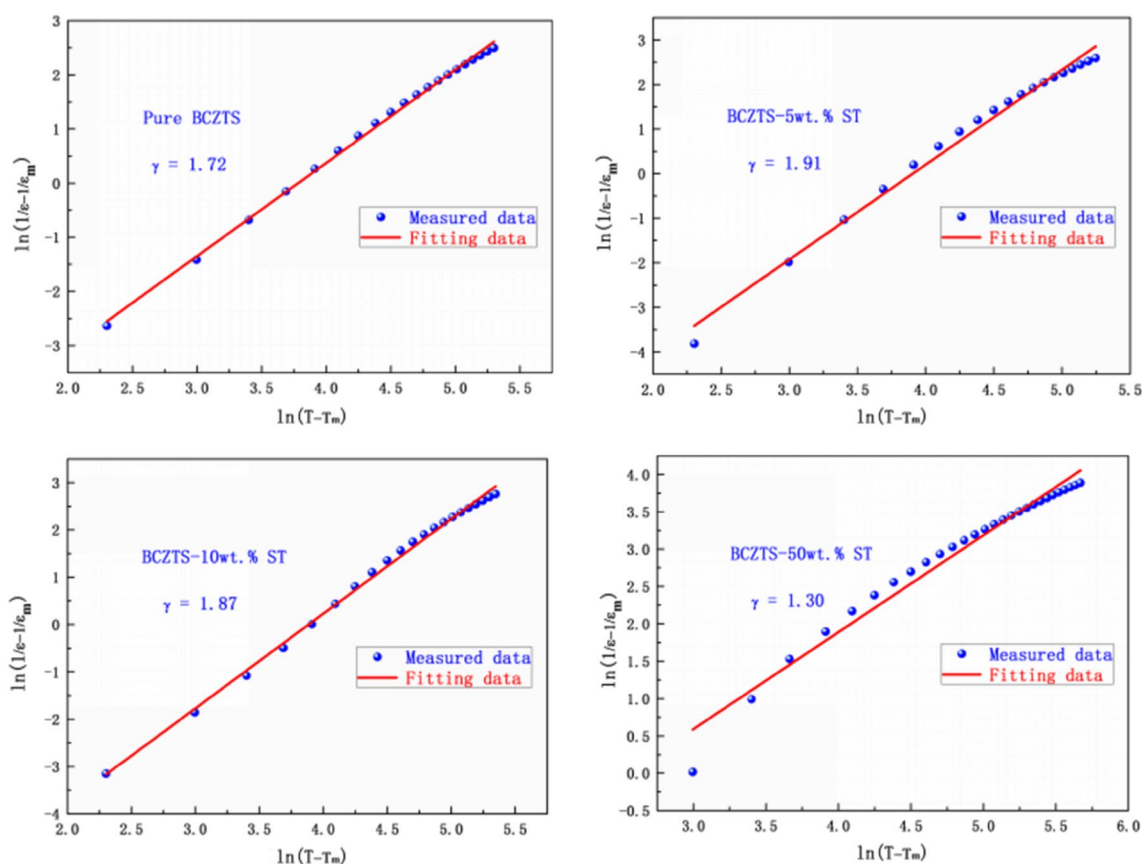 3
2
1
0
-1
-2
-3
ln(1/ε-1/εm)
Pure BCZTS
γ = 1.72
Measured data
Fitting data
2.0 2.5 3.0 3.5 4.0 4.5 5.0 5.5
ln(T-Tm)
3
2
1
0
-1
-2
-3
-4
ln(1/ε-1/εm)
BCZTS-5wt.% ST
γ = 1.91
Measured data
Fitting data
2.0 2.5 3.0 3.5 4.0 4.5 5.0 5.5
ln(T-Tm)
3
2
1
0
-1
-2
-3
-4
ln(1/ε-1/εm)
BCZTS-10wt.% ST
γ = 1.87
Measured data
Fitting data
2.0 2.5 3.0 3.5 4.0 4.5 5.0 5.5
ln(T-Tm)
4.0
3.5
3.0
2.5
2.0
1.5
1.0
0.5
0.0
-0.5
ln(1/ε-1/εm)
BCZTS-50wt.% ST
γ = 1.30
Measured data
Fitting data
3.0 3.5 4.0 4.5 5.0 5.5 6.0
ln(T-Tm)